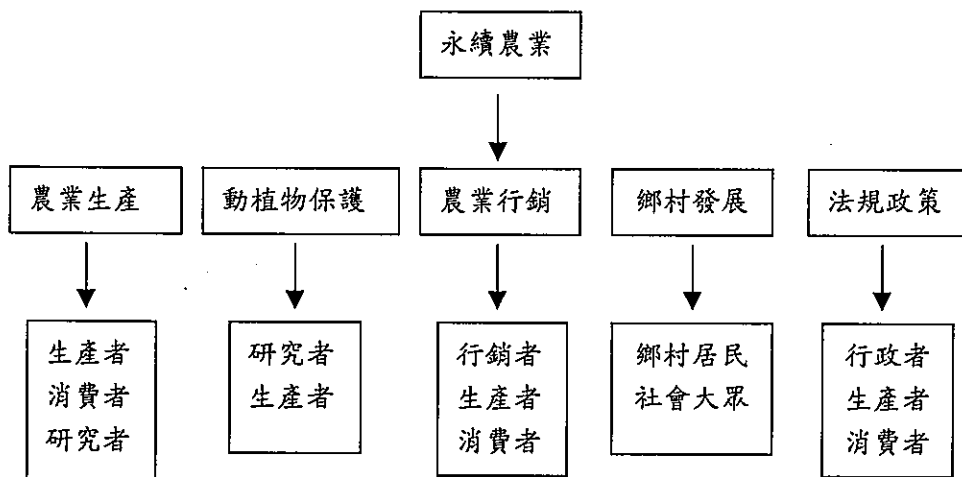 永續農業
農業生產
動植物保護
農業行銷
鄉村發展
法規政策
生產者
消費者
研究者
研究者
生產者
行銷者
生產者
消費者
鄉村居民
社會大眾
行政者
生產者
消費者